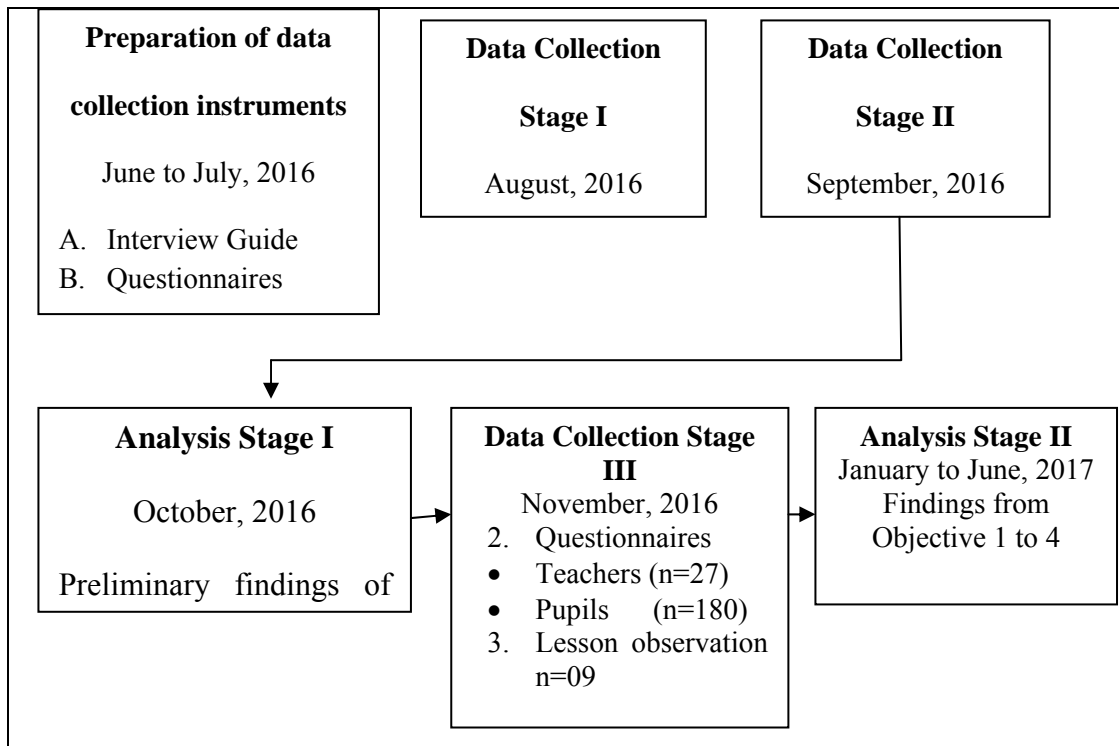 Preparation of data
collection instruments
June to July, 2016
A. Interview Guide
B. Questionnaires
Data Collection
Stage I
August, 2016
Data Collection
Stage II
September, 2016
Analysis Stage I
October, 2016
Preliminary findings of
Data Collection Stage
III
November, 2016
2. Questionnaires
• Teachers (n=27)
• Pupils (n=180)
3. Lesson observation
n=09
Analysis Stage II
January to June, 2017
Findings from
Objective 1 to 4